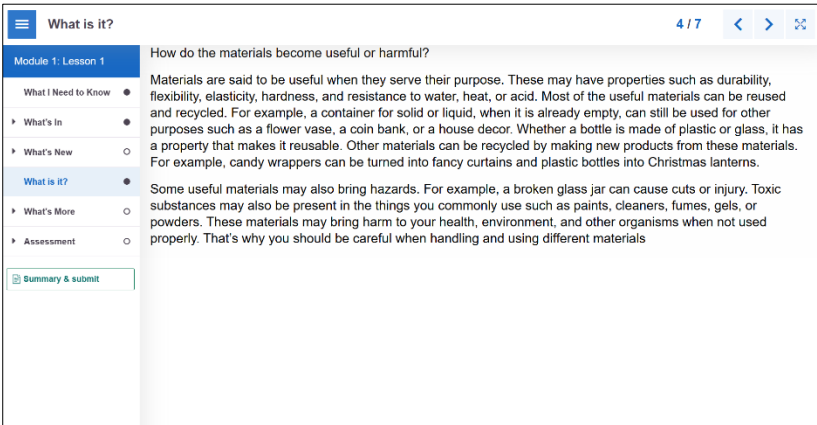 What is it?
4 / 7
Module 1: Lesson 1
What I Need to Know
What's In
What's New
What is it?
What's More
Assessment
Summary & submit
How do the materials become useful or harmful?
Materials are said to be useful when they serve their purpose. These may have properties such as durability,
flexibility, elasticity, hardness, and resistance to water, heat, or acid. Most of the useful materials can be reused
and recycled. For example, a container for solid or liquid, when it is already empty, can still be used for other
purposes such as a flower vase, a coin bank, or a house decor. Whether a bottle is made of plastic or glass, it has
a property that makes it reusable. Other materials can be recycled by making new products from these materials.
For example, candy wrappers can be turned into fancy curtains and plastic bottles into Christmas lanterns.
Some useful materials may also bring hazards. For example, a broken glass jar can cause cuts or injury. Toxic
substances may also be present in the things you commonly use such as paints, cleaners, fumes, gels, or
powders. These materials may bring harm to your health, environment, and other organisms when not used
properly. That's why you should be careful when handling and using different materials